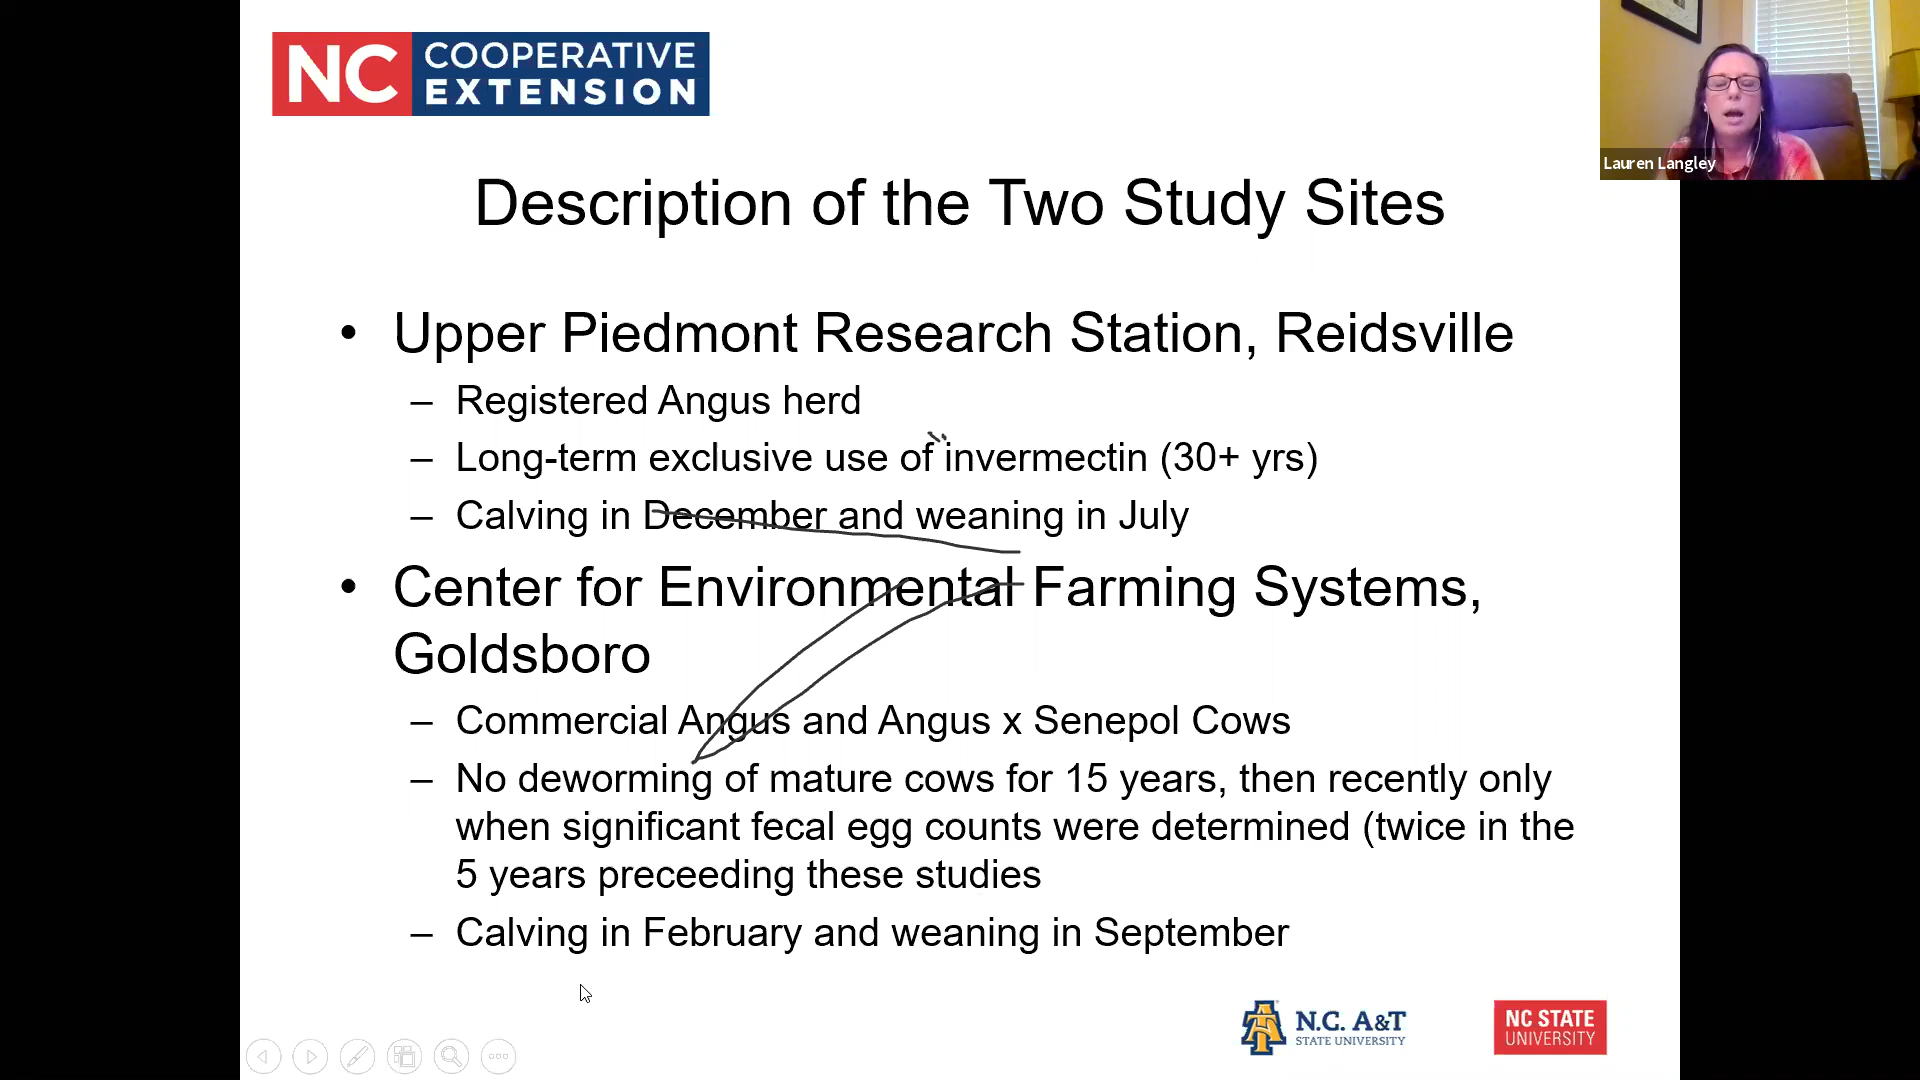 NC COOPERATIVE
EXTENSION
Lauren Langley
Description of the Two Study Sites
• Upper Piedmont Research Station, Reidsville
– Registered Angus herd
– Long-term exclusive use of invermectin (30+ yrs)
– Calving in December and weaning in July
• Center for Environmental Farming Systems,
Goldsboro
– Commercial Angus and Angus x Senepol Cows
– No deworming of mature cows for 15 years, then recently only
when significant fecal egg counts were determined (twice in the
5 years preceeding these studies
– Calving in February and weaning in September
N.C. A&T
STATE UNIVERSITY
NC STATE
UNIVERSITY